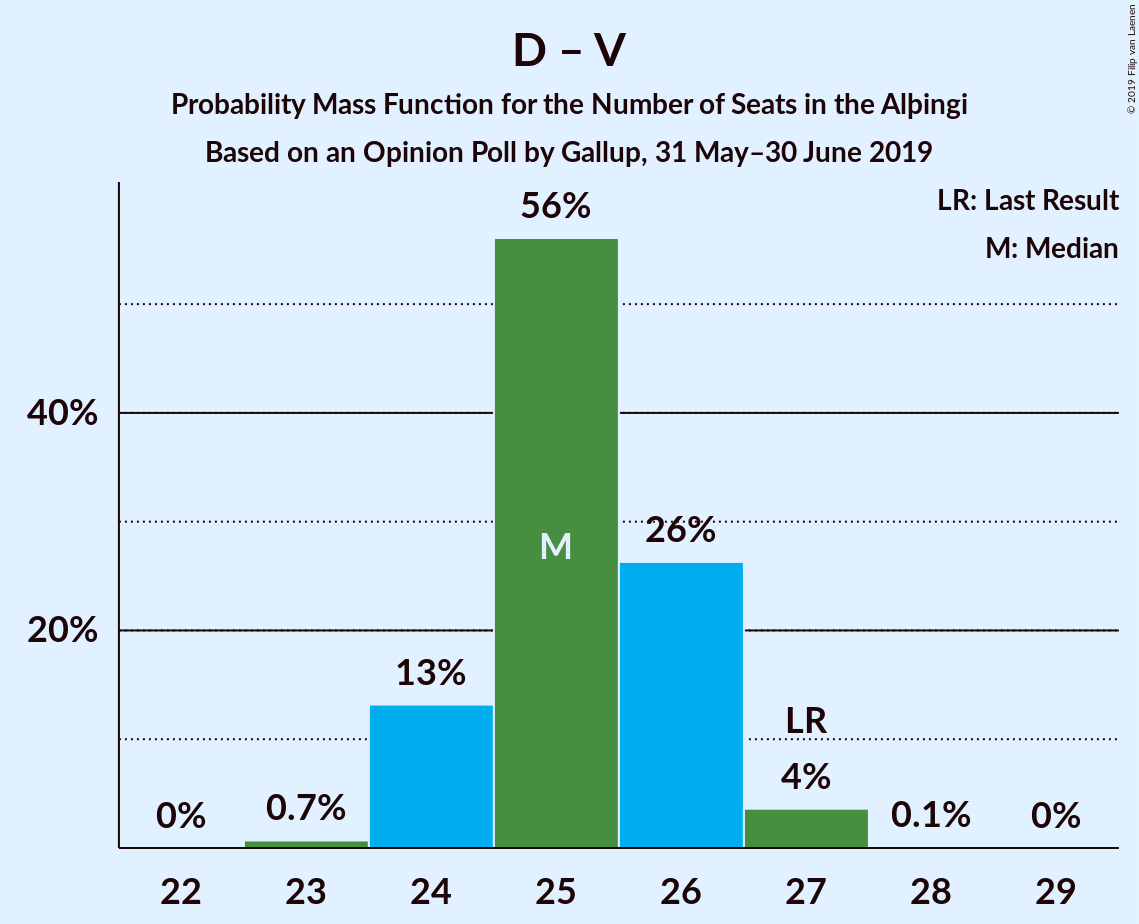 D – V
Probability Mass Function for the Number of Seats in the Alþingi
Based on an Opinion Poll by Gallup, 31 May–30 June 2019
© 2019 Filip van Laenen
LR: Last Result
M: Median
56%
40%
M
26%
20%
13%
LR
4%
0%
0.7%
0.1%
0%
22 23 24 25 26 27 28 29